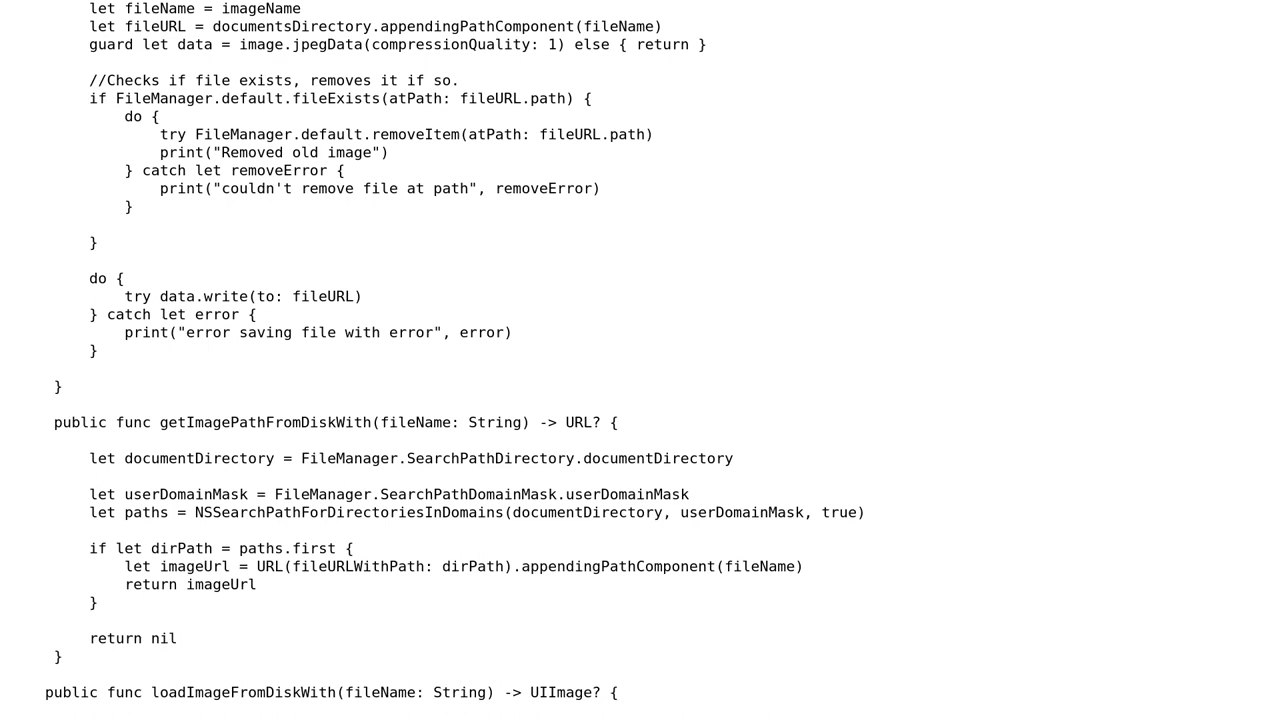 let fileName = imageName
let fileURL = documentsDirectory.appendingPathComponent(fileName)
guard let data = image.jpegData(compressionQuality: 1) else { return }
//Checks if file exists, removes it if so.
if FileManager.default.fileExists(atPath: fileURL.path) {
do {
try FileManager.default.removeItem(atPath: fileURL.path)
print("Removed old image")
} catch let removeError {
print("couldn't remove file at path", removeError)
}
}
do {
try data.write(to: fileURL)
} catch let error {
print("error saving file with error", error)
}
}
public func getImagePathFromDiskWith(fileName: String) -> URL? {
let documentDirectory = FileManager.SearchPathDirectory.documentDirectory
let userDomainMask = FileManager.SearchPathDomainMask.userDomainMask
let paths = NSSearchPathForDirectoriesInDomains(documentDirectory, userDomainMask, true)
if let dirPath = paths.first {
let imageUrl = URL(fileURLWithPath: dirPath).appendingPathComponent(fileName)
return imageUrl
}
return nil
}
public func loadImageFromDiskWith(fileName: String) -> UIImage? {